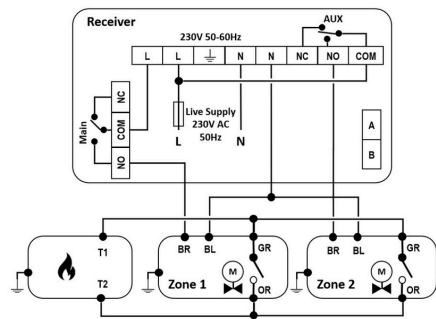 Receiver
AUX
230V 50-60Hz
L L N N NC NO COM
NC
Main
COM
NO
Live Supply
230V AC
50Hz
L N
A
B
T1
T2
BR BL GR
M
Zone 1 OR
BR BL GR
M
Zone 2 OR